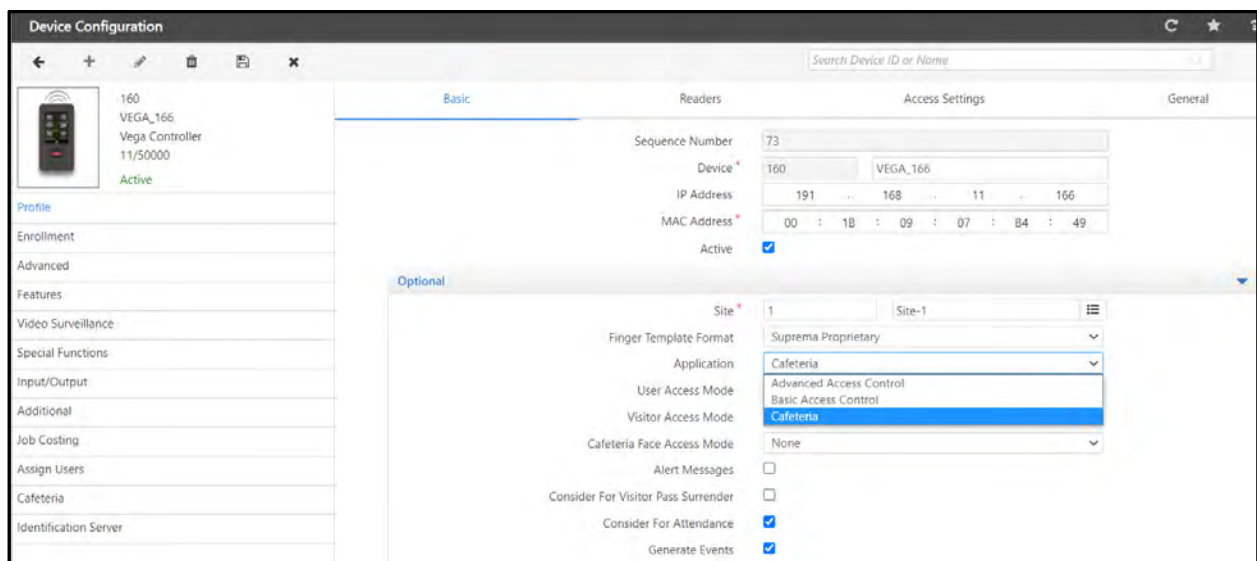 Device Configuration
Search Device ID or Name
160
VEGA_166
Vega Controller
11/50000
Active
Profile
Enrollment
Advanced
Features
Video Surveillance
Special Functions
Input/Output
Additional
Job Costing
Assign Users
Cafeteria
Identification Server
Basic Readers Access Settings General
Sequence Number 73
Device * 160 VEGA_166
IP Address 191 . 168 . 11 . 166
MAC Address * 00 : 1B : 09 : 07 : B4 : 49
Active
Optional
Site * 1 Site-1
Finger Template Format Suprema Proprietary
Application Cafeteria
Advanced Access Control
User Access Mode
Basic Access Control
Visitor Access Mode Cafeteria
Cafeteria Face Access Mode None
Alert Messages
Consider For Visitor Pass Surrender
Consider For Attendance
Generate Events